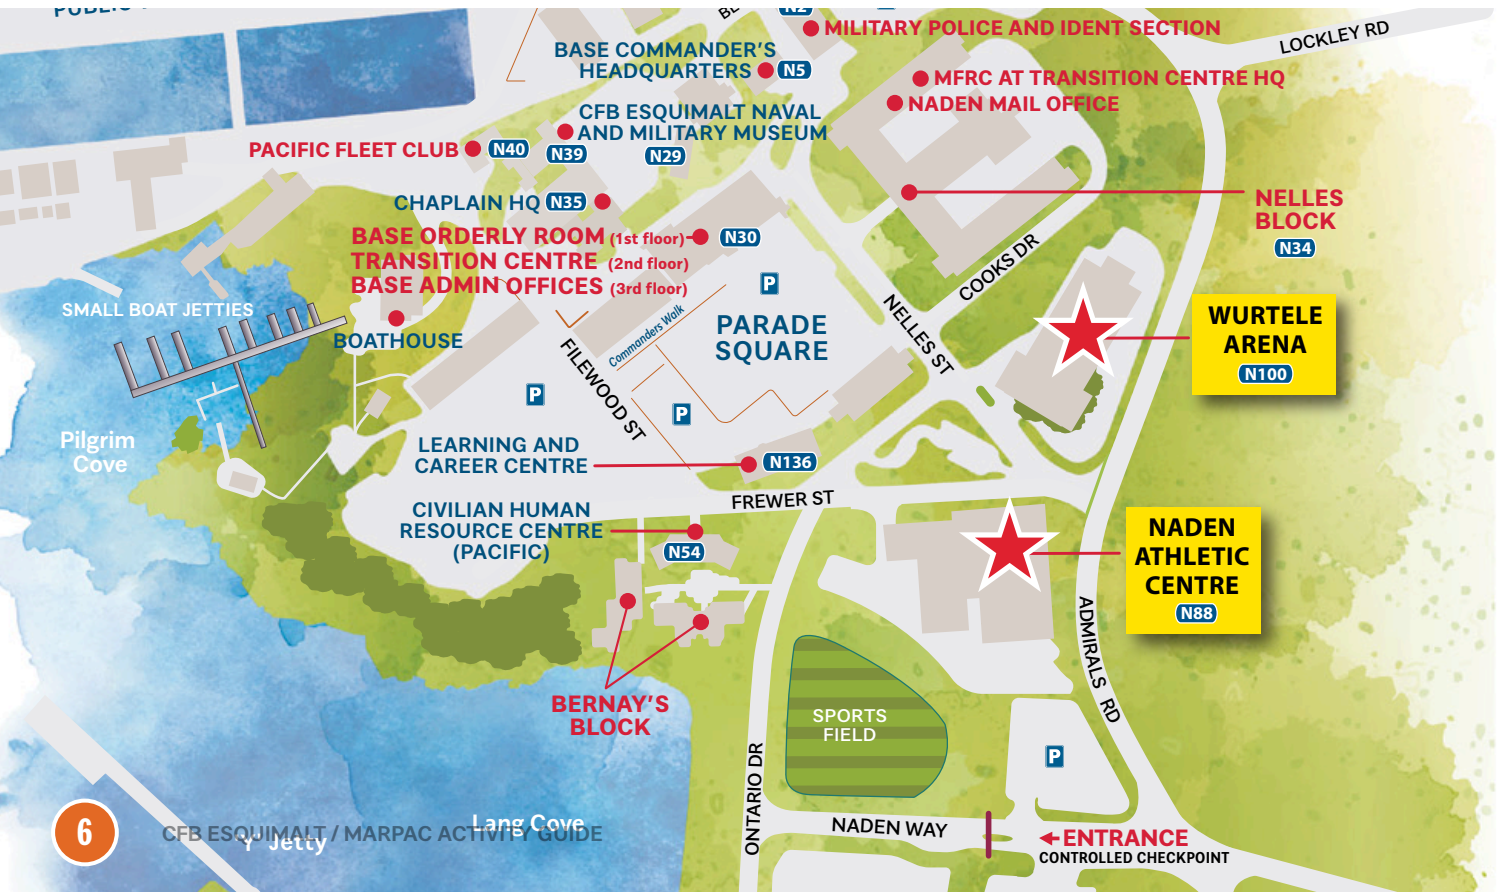 N2
MILITARY POLICE AND IDENT SECTION
LOCKLEY RD
BASE COMMANDER'S
HEADQUARTERS N5
MFRC AT TRANSITION CENTRE HQ
NADEN MAIL OFFICE
CFB ESQUIMALT NAVAL
AND MILITARY MUSEUM
PACIFIC FLEET CLUB N40
N39
N29
CHAPLAIN HQ N35
NELLES
BLOCK
N34
BASE ORDERLY ROOM (1st floor)
TRANSITION CENTRE (2nd floor)
BASE ADMIN OFFICES (3rd floor)
N30
COOKS DR
P
SMALL BOAT JETTIES
BOATHOUSE
Commanders Walk
PARADE
SQUARE
NELLES ST
WURTELE
ARENA
N100
FILEWOOD ST
P
P
Pilgrim
Cove
LEARNING AND
CAREER CENTRE
N136
FREWER ST
CIVILIAN HUMAN
RESOURCE CENTRE
(PACIFIC)
N54
NADEN
ATHLETIC
CENTRE
N88
ADMIRALS RD
BERNAY'S
BLOCK
SPORTS
FIELD
P
ONTARIO DR
NADEN WAY
ENTRANCE
CONTROLLED CHECKPOINT
Lang Cove
Y Jetty
6
CFB ESQUIMALT / MARPAC ACTIVITY GUIDE